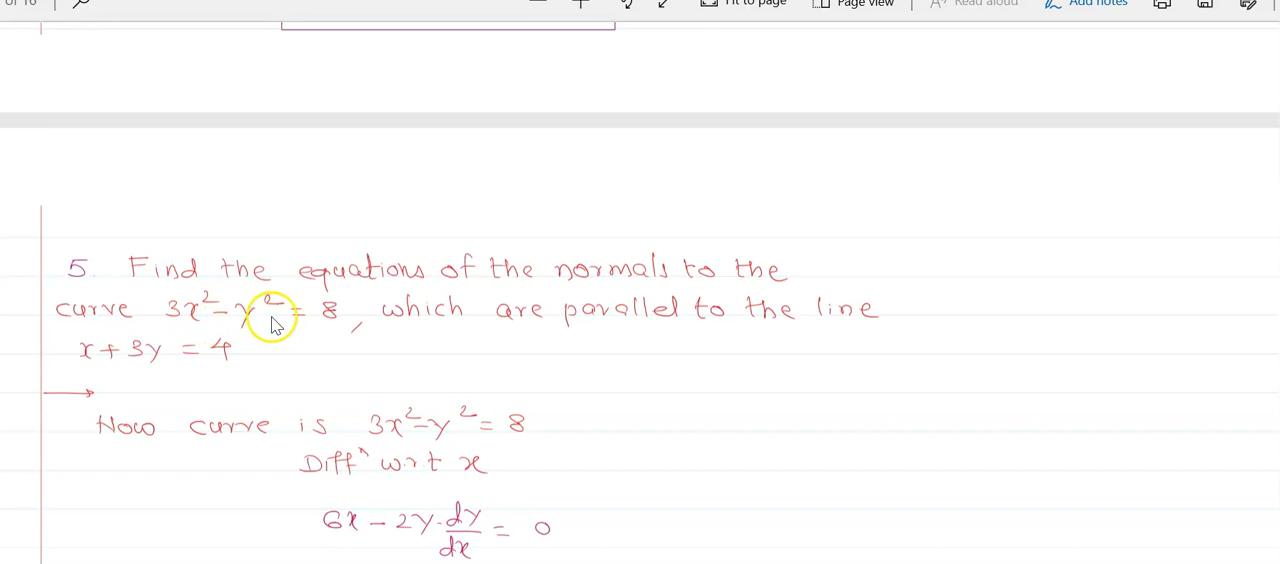 of 16 Fit to page Page view Read aloud Add notes
5. Find the equations of the normals to the
curve 3x² - y² = 8, which are parallel to the line
x + 3y = 4
→
Now curve is 3x² - y² = 8
Diffⁿ w.r.t x
6x - 2y · dy/dx = 0